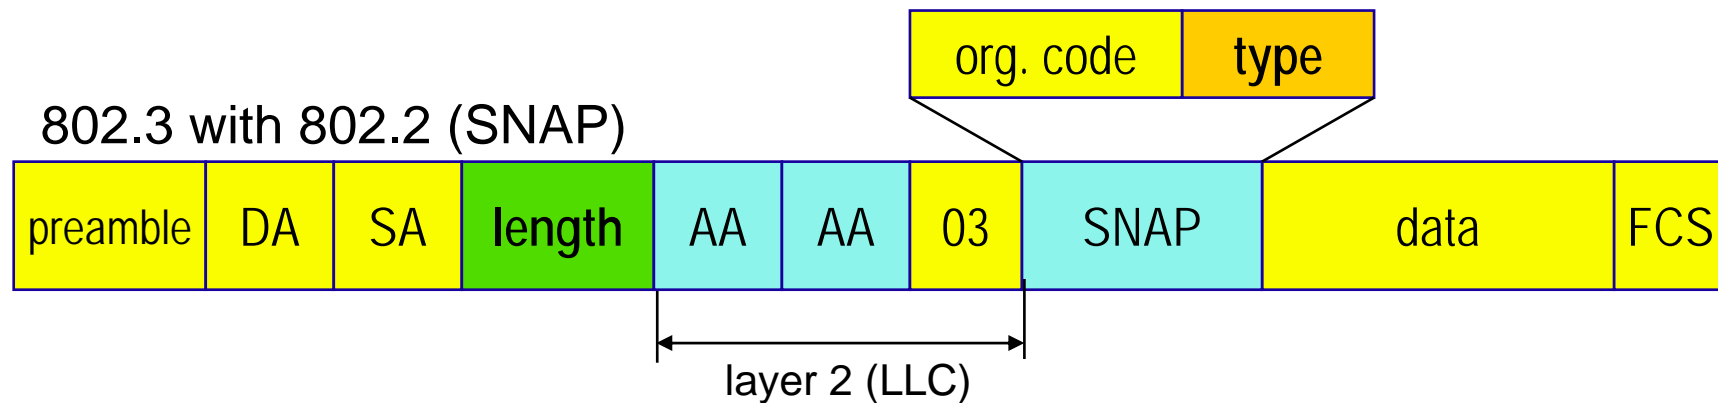 org. code type
802.3 with 802.2 (SNAP)
preamble DA SA length AA AA 03 SNAP data FCS
layer 2 (LLC)